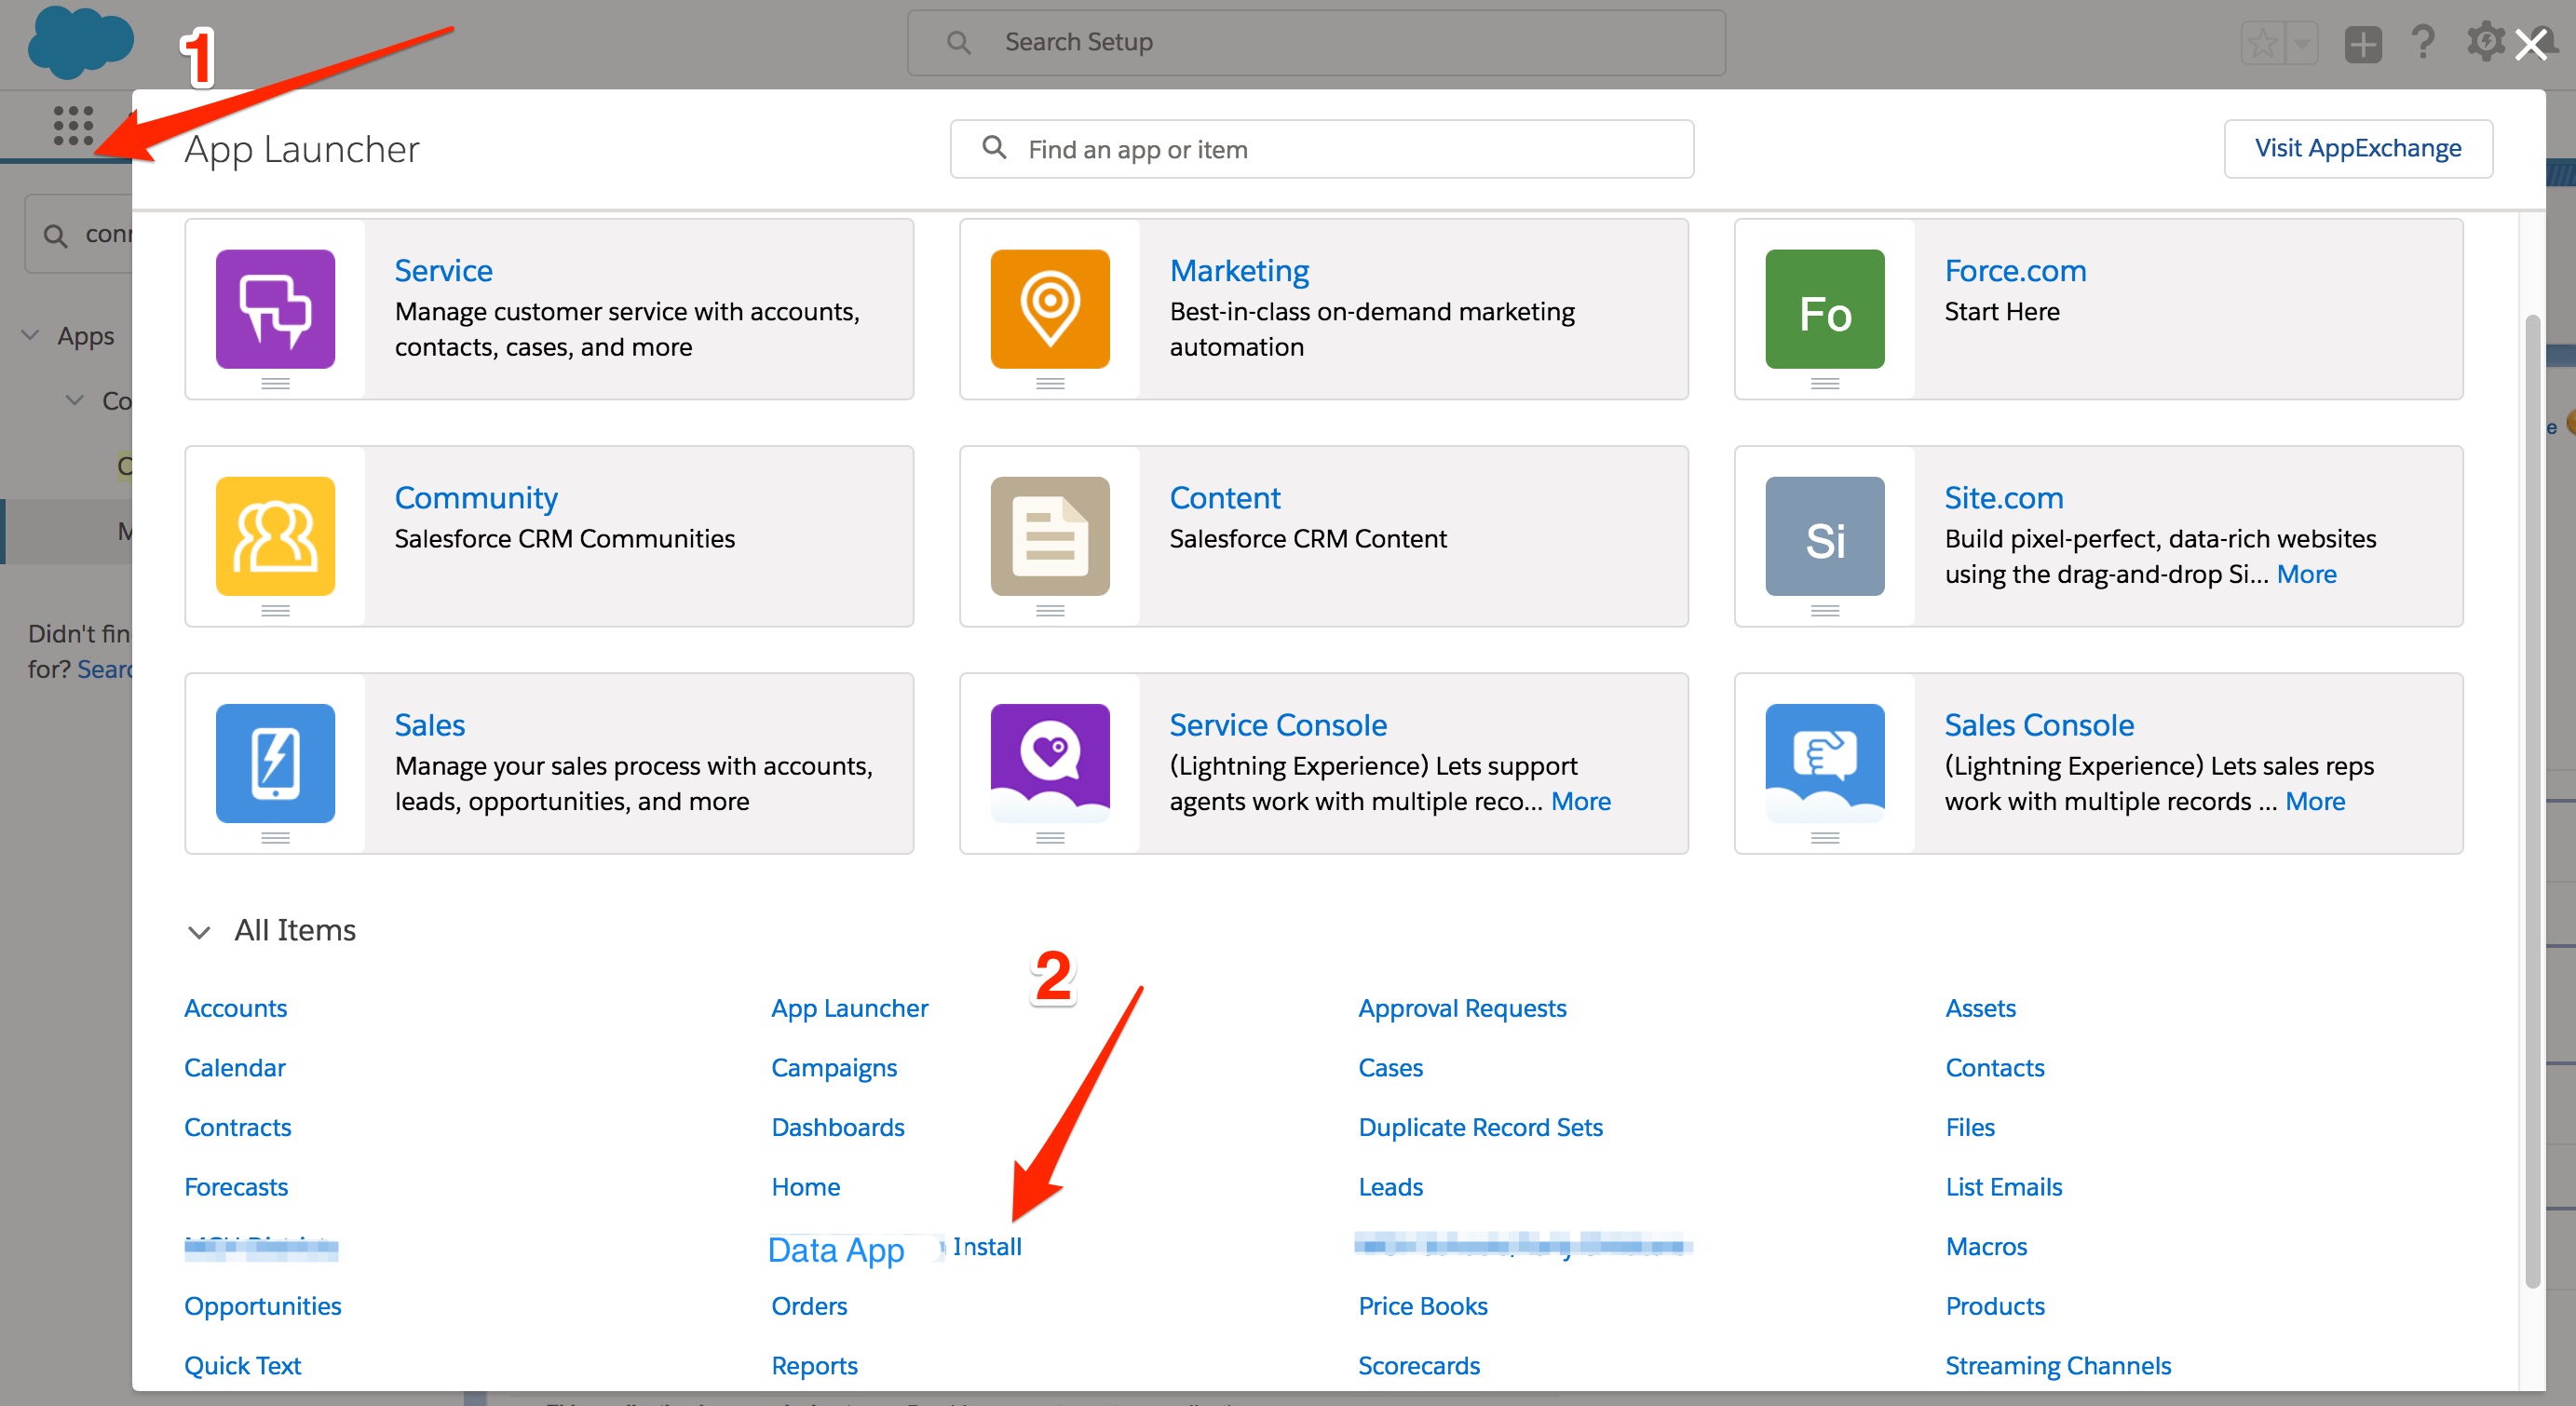 1
Search Setup
App Launcher
Find an app or item
Visit AppExchange
Service
Manage customer service with accounts,
contacts, cases, and more
Marketing
Best-in-class on-demand marketing
automation
Fo
Force.com
Start Here
Apps
Community
Salesforce CRM Communities
Content
Salesforce CRM Content
Si
Site.com
Build pixel-perfect, data-rich websites
using the drag-and-drop Si... More
Didn't
for?
Sales
Manage your sales process with accounts,
leads, opportunities, and more
Service Console
(Lightning Experience) Lets support
agents work with multiple reco... More
Sales Console
(Lightning Experience) Lets sales reps
work with multiple records ... More
All Items
2
Accounts
App Launcher
Approval Requests
Assets
Calendar
Campaigns
Cases
Contacts
Contracts
Dashboards
Duplicate Record Sets
Files
Forecasts
Home
Leads
List Emails
Data App Install
Macros
Opportunities
Orders
Price Books
Products
Quick Text
Reports
Scorecards
Streaming Channels